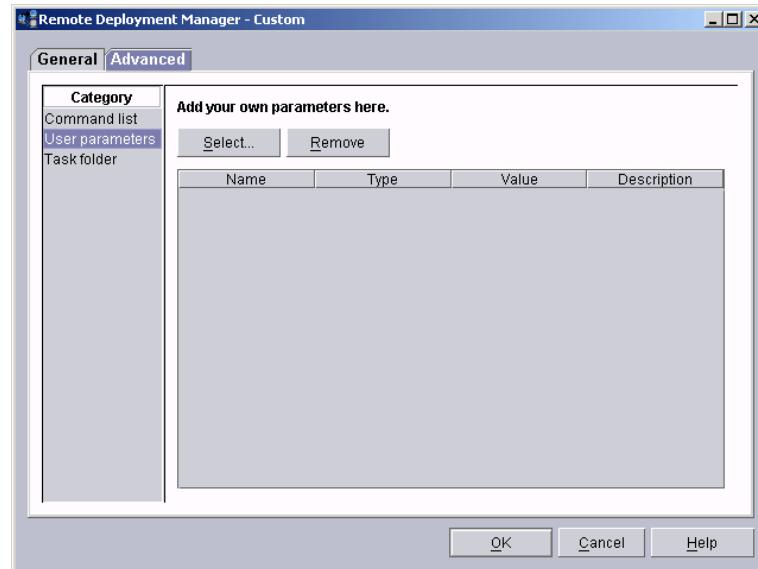 Remote Deployment Manager - Custom
General Advanced
Category
Command list
User parameters
Task folder
Add your own parameters here.
Select... Remove
Name Type Value Description
OK Cancel Help